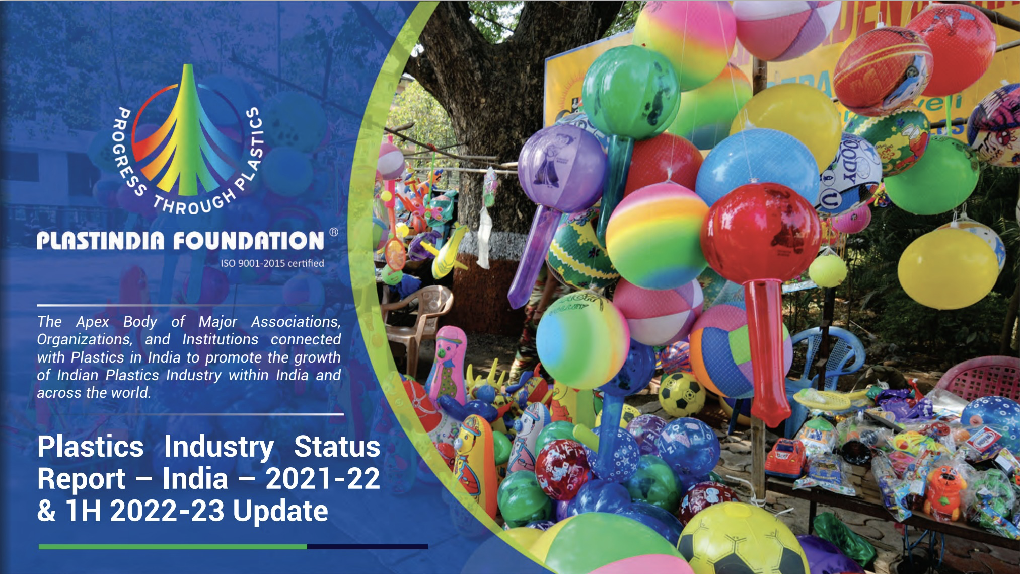 PROGRESS THROUGH PLASTICS
PLASTINDIA FOUNDATION ®
ISO 9001-2015 certified
The Apex Body of Major Associations,
Organizations, and Institutions connected
with Plastics in India to promote the growth
of Indian Plastics Industry within India and
across the world.
Plastics Industry Status
Report – India – 2021-22
& 1H 2022-23 Update